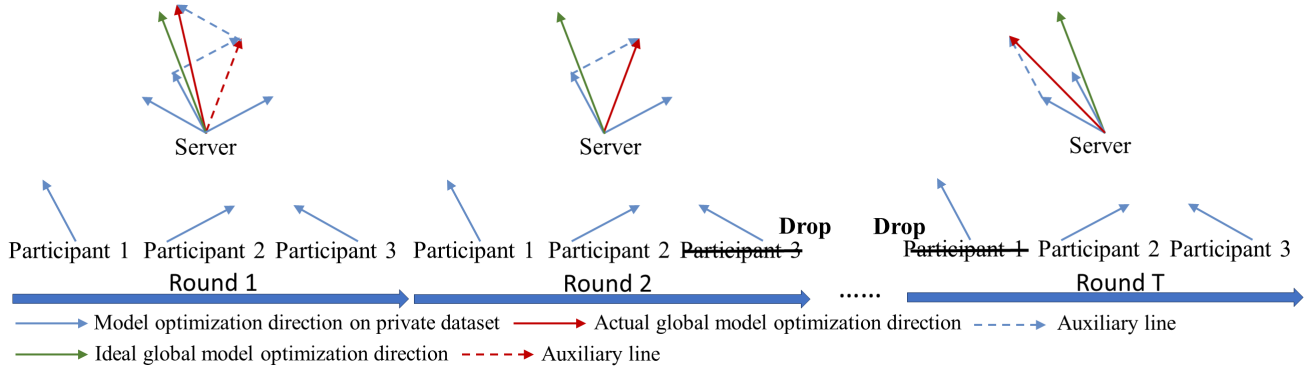 Server Server Server
Drop Drop
Participant 1 Participant 2 Participant 3 Participant 1 Participant 2 Participant 3 Participant 1 Participant 2 Participant 3
Round 1 Round 2 …… Round T
Model optimization direction on private dataset Actual global model optimization direction Auxiliary line
Ideal global model optimization direction Auxiliary line